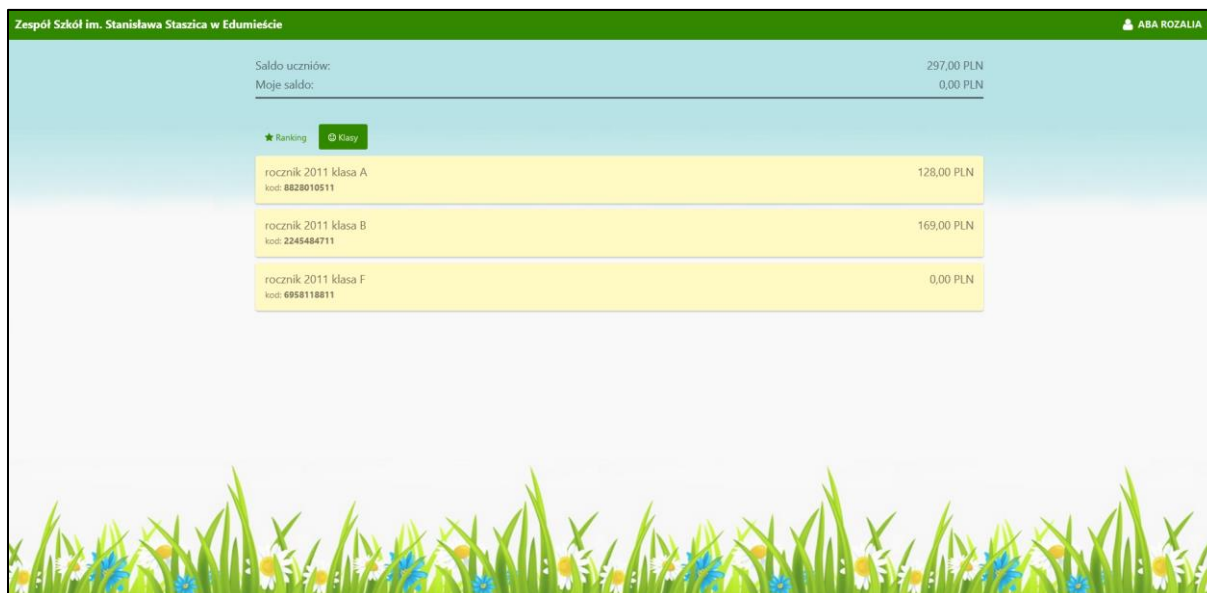 Zespół Szkół im. Stanisława Staszica w Edumieście ABA ROZALIA
Saldo uczniów: 297,00 PLN
Moje saldo: 0,00 PLN
Ranking Klasy
rocznik 2011 klasa A 128,00 PLN
kod: 8828010511
rocznik 2011 klasa B 169,00 PLN
kod: 2245484711
rocznik 2011 klasa F 0,00 PLN
kod: 6958118811